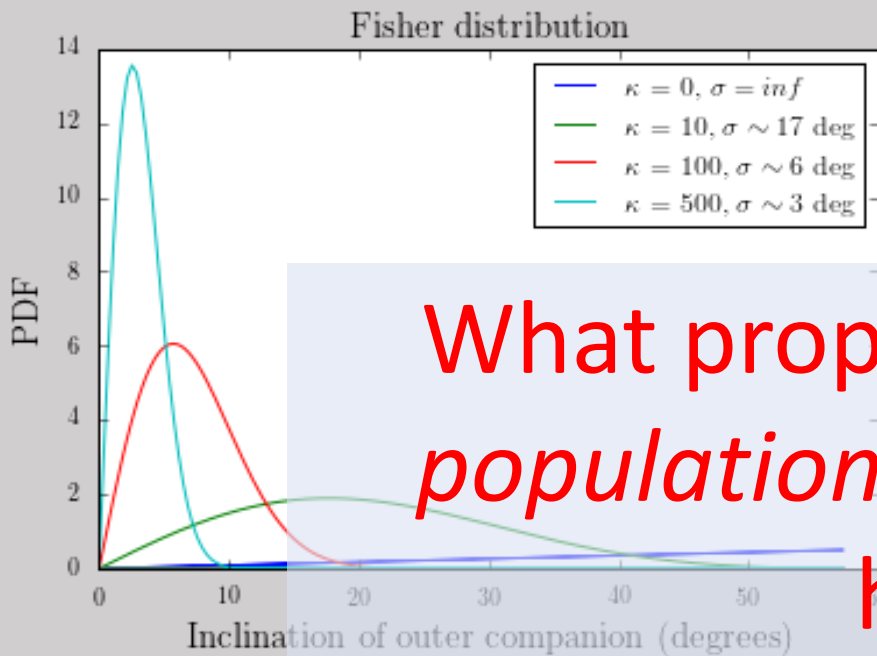 Fisher distribution
14
12
10
8
6
4
2
0
PDF
κ = 0, σ = inf
κ = 10, σ ∼ 17 deg
κ = 100, σ ∼ 6 deg
κ = 500, σ ∼ 3 deg
What prop
population
h
0 10 20 30 40 50
Inclination of outer companion (degrees)